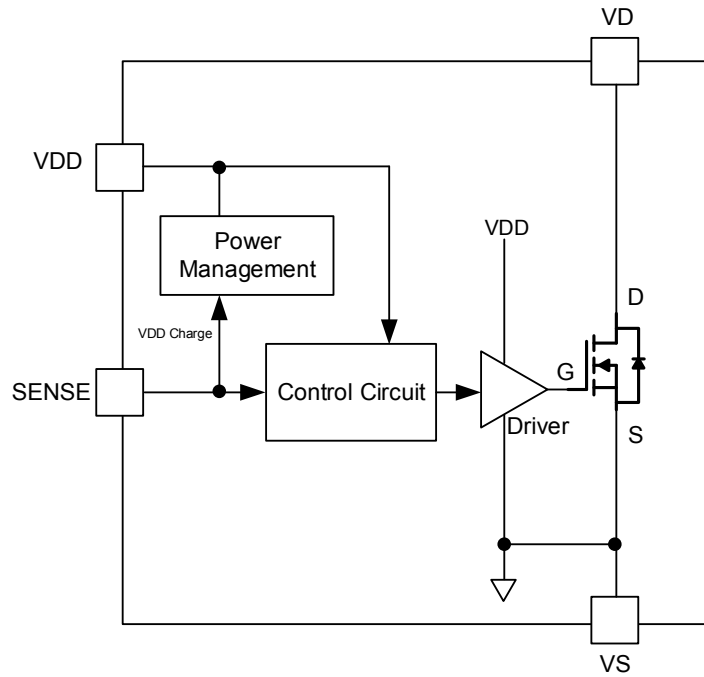 VD
VDD
Power
Management
VDD
VDD Charge
D
SENSE
Control Circuit
G
Driver
S
VS